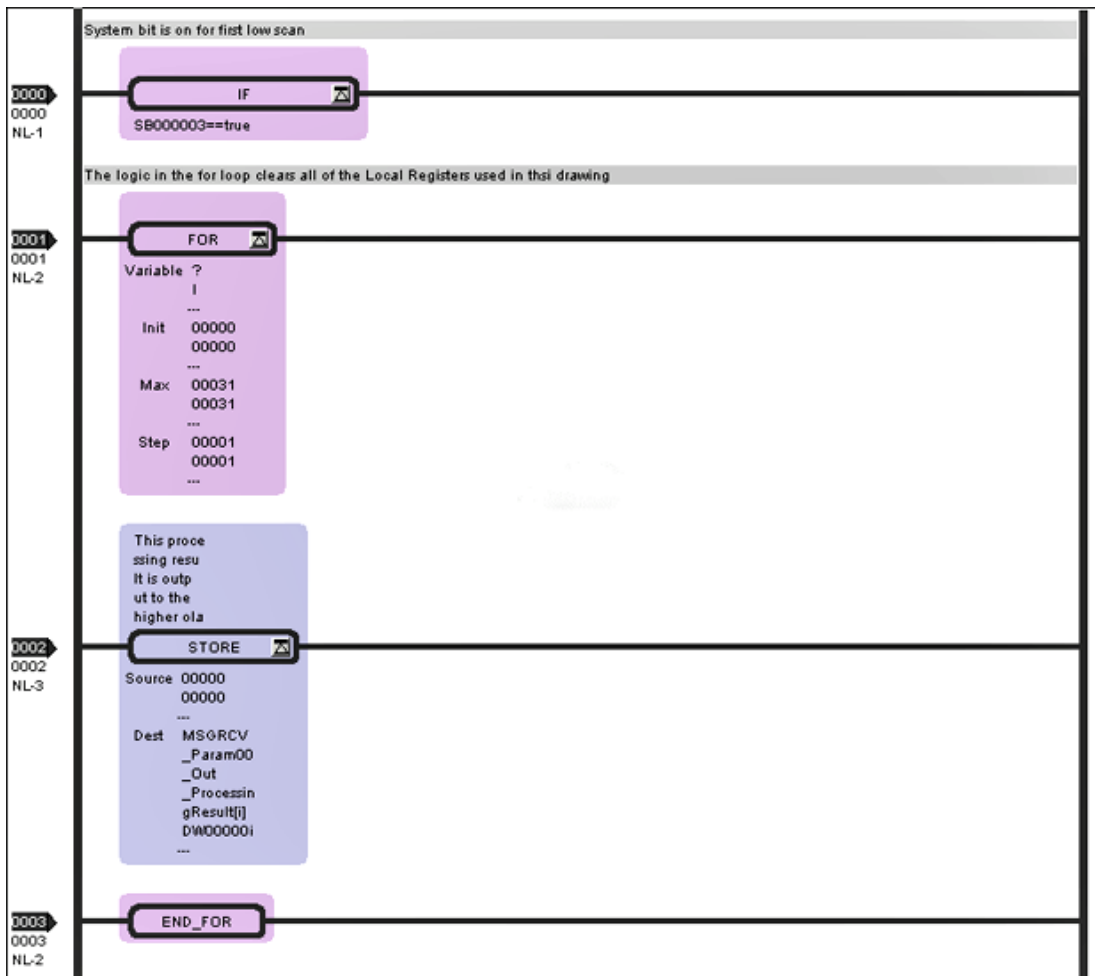 System bit is on for first low scan
0000
IF
0000
NL-1
SB000003==true
The logic in the for loop clears all of the Local Registers used in thsi drawing
0001
FOR
0001
NL-2
Variable ?
I
...
Init 00000
00000
...
Max 00031
00031
...
Step 00001
00001
...
This proce
ssing resu
lt is outp
ut to the
higher ola
0002
STORE
0002
NL-3
Source 00000
00000
...
Dest MSGRCV
_Param00
_Out
_Processin
gResult[i]
DW00000i
...
0003
END_FOR
0003
NL-2